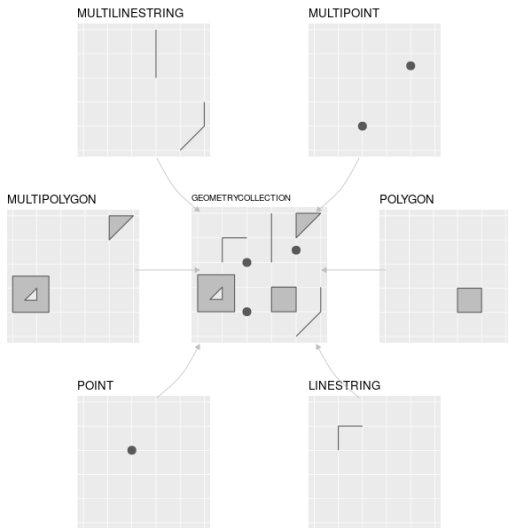 MULTILINESTRING
MULTIPOINT
MULTIPOLYGON
GEOMETRYCOLLECTION
POLYGON
POINT
LINESTRING